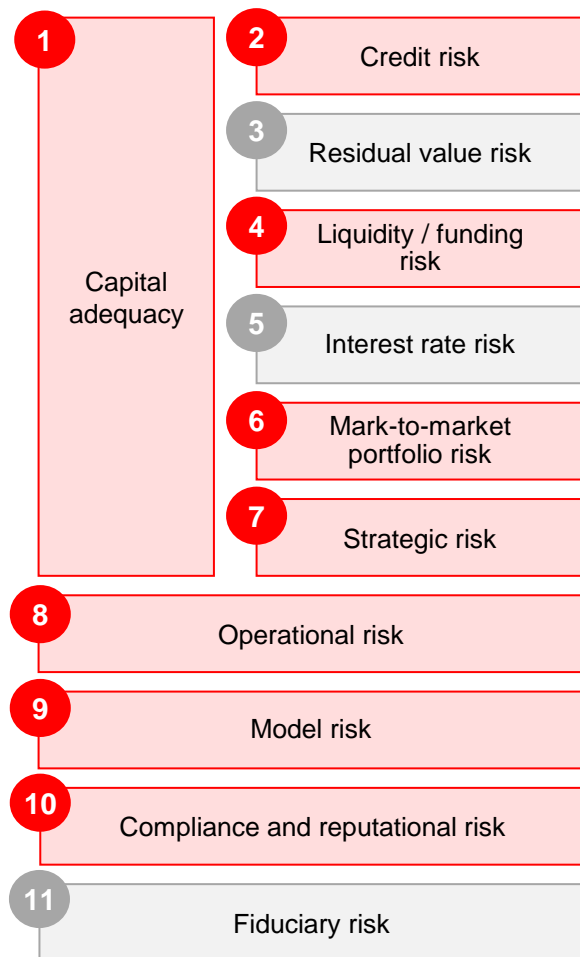 1
Capital
adequacy
2
Credit risk
3
Residual value risk
4
Liquidity / funding
risk
5
Interest rate risk
6
Mark-to-market
portfolio risk
7
Strategic risk
8
Operational risk
9
Model risk
10
Compliance and reputational risk
11
Fiduciary risk